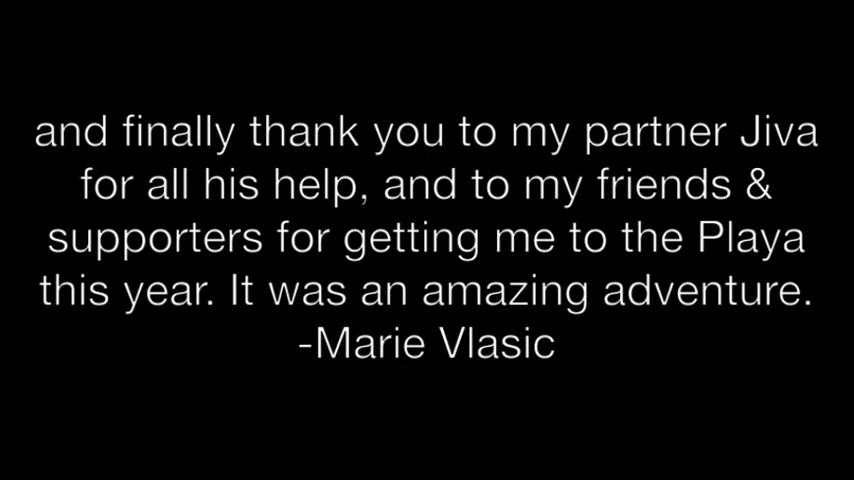 and finally thank you to my partner Jiva
for all his help, and to my friends &
supporters for getting me to the Playa
this year. It was an amazing adventure.
-Marie Vlasic